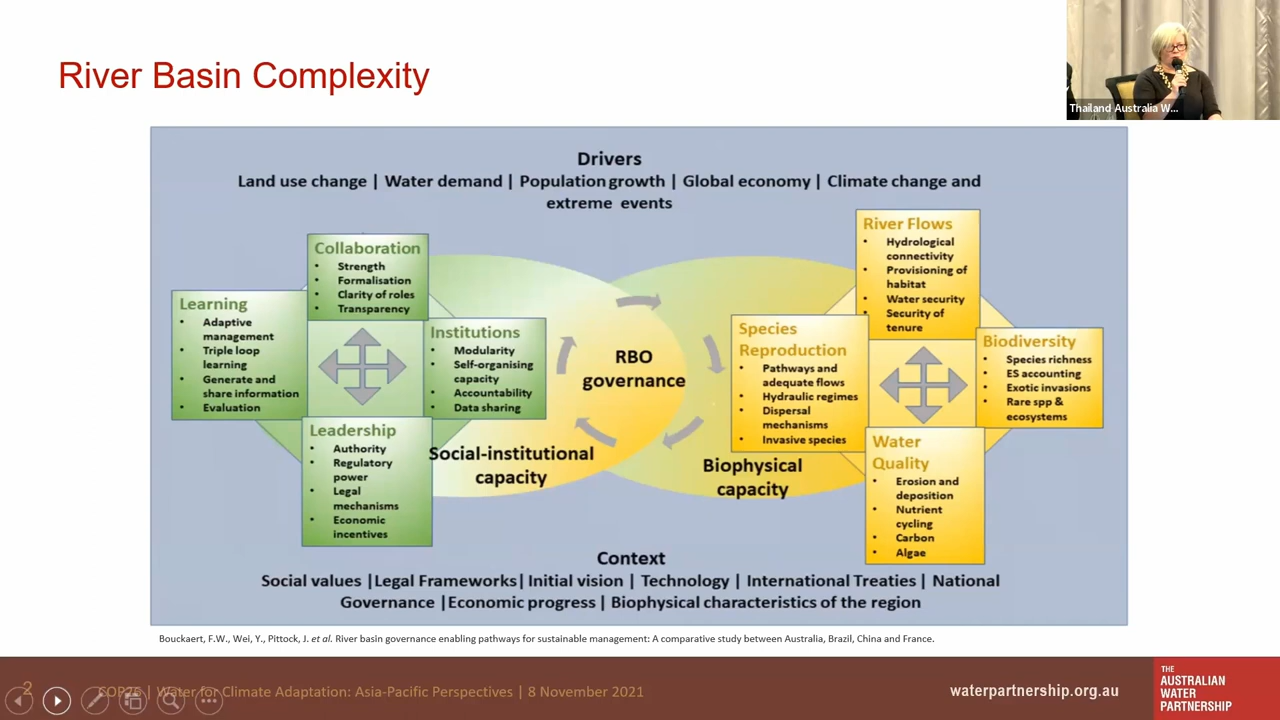 River Basin Complexity
Thailand Australia W...
Drivers
Land use change | Water demand | Population growth | Global economy | Climate change and
extreme events
Collaboration
• Strength
• Formalisation
• Clarity of roles
• Transparency
Learning
• Adaptive
management
• Triple loop
learning
• Generate and
share information
• Evaluation
Institutions
• Modularity
• Self-organising
capacity
• Accountability
• Data sharing
Leadership
• Authority
• Regulatory
power
• Legal
mechanisms
• Economic
incentives
Social-institutional
capacity
RBO
governance
Biophysical
capacity
River Flows
• Hydrological
connectivity
• Provisioning of
habitat
• Water security
• Security of
tenure
Species
Reproduction
• Pathways and
adequate flows
• Hydraulic regimes
• Dispersal
mechanisms
• Invasive species
Biodiversity
• Species richness
• ES accounting
• Exotic invasions
• Rare spp &
ecosystems
Water
Quality
• Erosion and
deposition
• Nutrient
cycling
• Carbon
• Algae
Context
Social values |Legal Frameworks| Initial vision | Technology | International Treaties | National
Governance |Economic progress | Biophysical characteristics of the region
Bouckaert, F.W., Wei, Y., Pittock, J. et al. River basin governance enabling pathways for sustainable management: A comparative study between Australia, Brazil, China and France.
2
COP26 | Water for Climate Adaptation: Asia-Pacific Perspectives | 8 November 2021
waterpartnership.org.au
THE
AUSTRALIAN
WATER
PARTNERSHIP